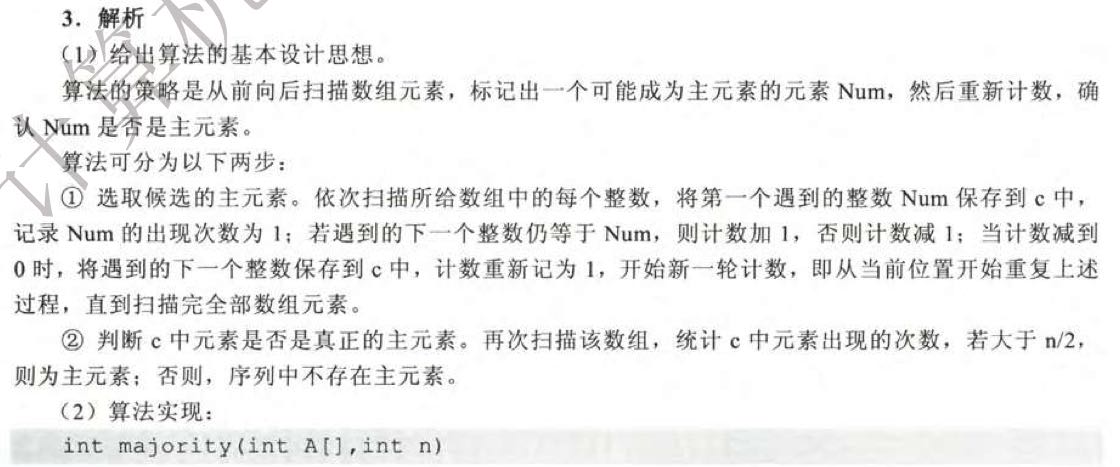 3．解析
（1）给出算法的基本设计思想。
算法的策略是从前向后扫描数组元素，标记出一个可能成为主元素的元素 Num，然后重新计数，确
认 Num 是否是主元素。
算法可分为以下两步：
① 选取候选的主元素。依次扫描所给数组中的每个整数，将第一个遇到的整数 Num 保存到 c 中，
记录 Num 的出现次数为 1；若遇到的下一个整数仍等于 Num，则计数加 1，否则计数减 1；当计数减到
0 时，将遇到的下一个整数保存到 c 中，计数重新记为 1，开始新一轮计数，即从当前位置开始重复上述
过程，直到扫描完全部数组元素。
② 判断 c 中元素是否是真正的主元素。再次扫描该数组，统计 c 中元素出现的次数，若大于 n/2，
则为主元素；否则，序列中不存在主元素。
（2）算法实现：
int majority(int A[],int n)
计算机